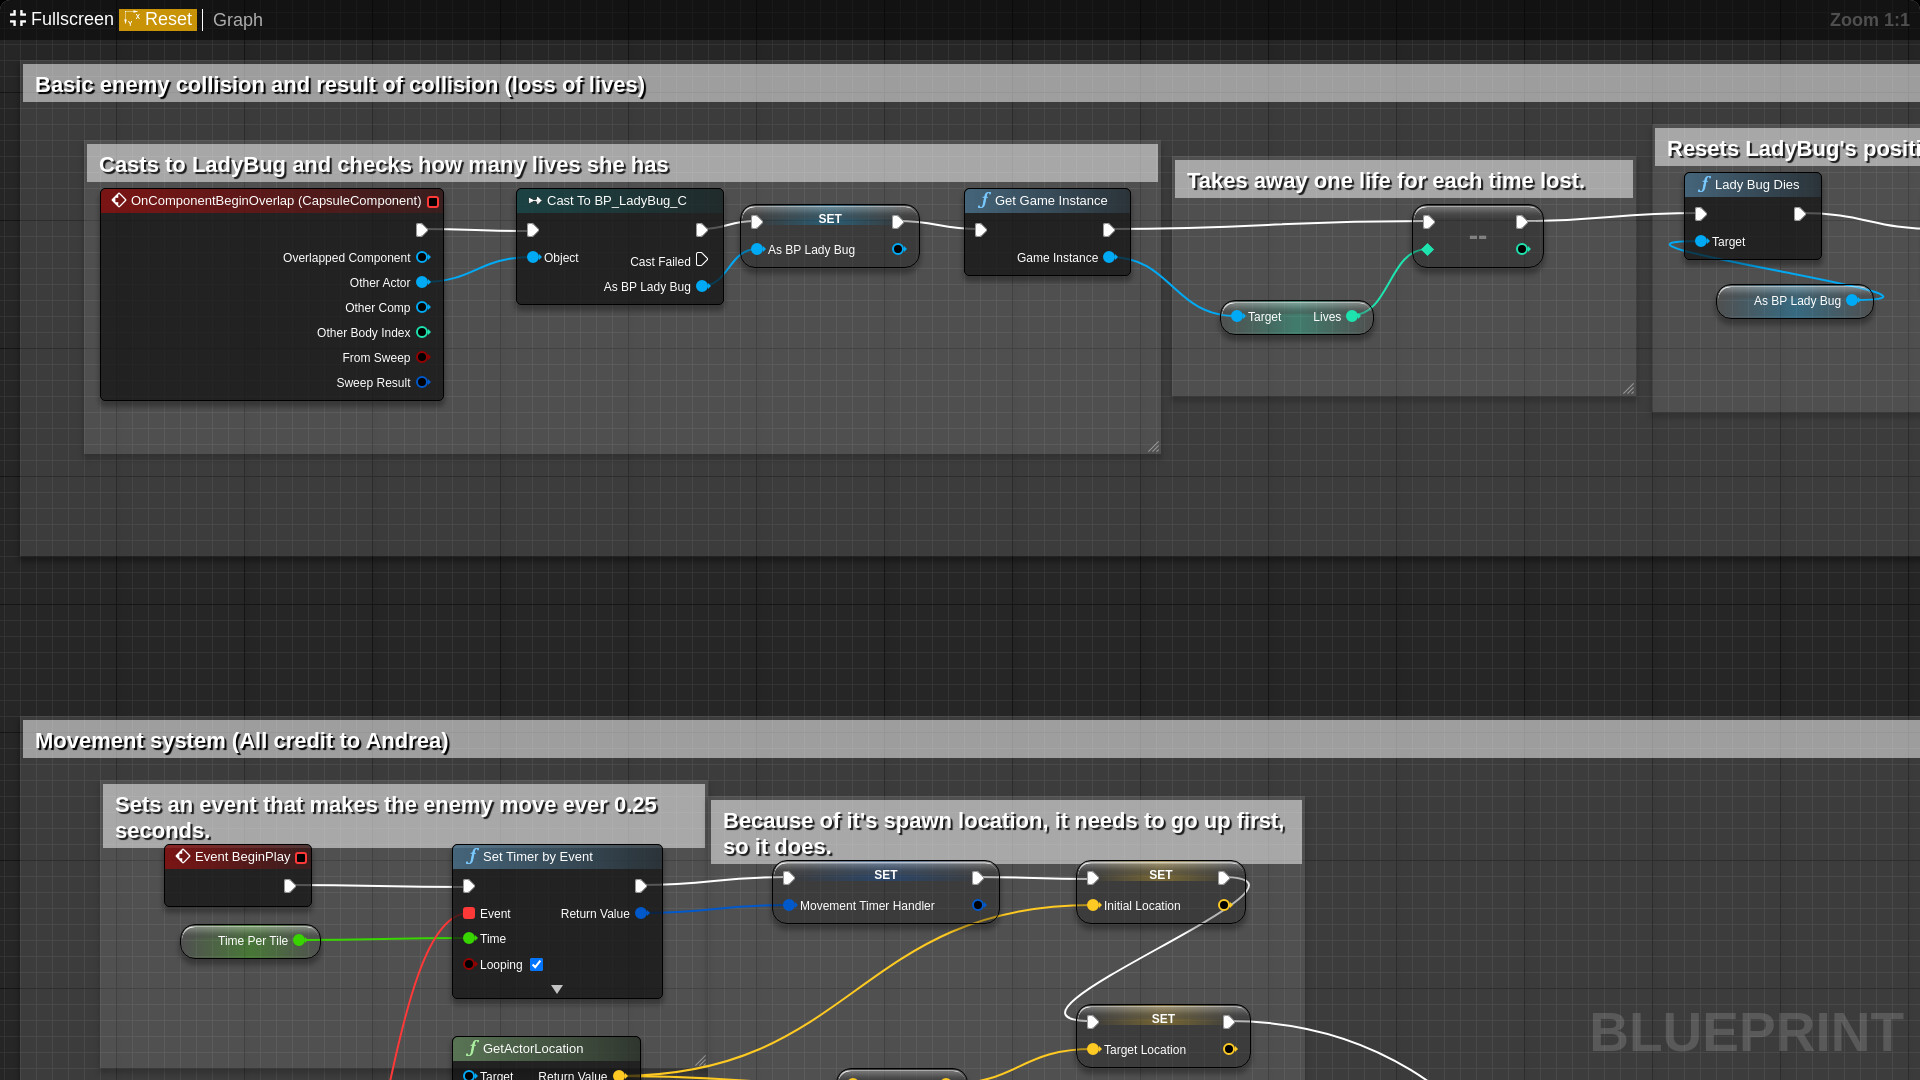 Fullscreen Reset Graph Zoom 1:1
Basic enemy collision and result of collision (loss of lives)
Casts to LadyBug and checks how many lives she has
Takes away one life for each time lost.
Resets LadyBug's positi
OnComponentBeginOverlap (CapsuleComponent)
Overlapped Component
Other Actor
Other Comp
Other Body Index
From Sweep
Sweep Result
Cast To BP_LadyBug_C
Object
Cast Failed
As BP Lady Bug
SET
As BP Lady Bug
Get Game Instance
Game Instance
Target Lives
--
Lady Bug Dies
Target
As BP Lady Bug
Movement system (All credit to Andrea)
Sets an event that makes the enemy move ever 0.25
seconds.
Because of it's spawn location, it needs to go up first,
so it does.
Event BeginPlay
Time Per Tile
Set Timer by Event
Event Return Value
Time
Looping
SET
Movement Timer Handler
SET
Initial Location
SET
Target Location
GetActorLocation
Target Return Value
BLUEPRINT